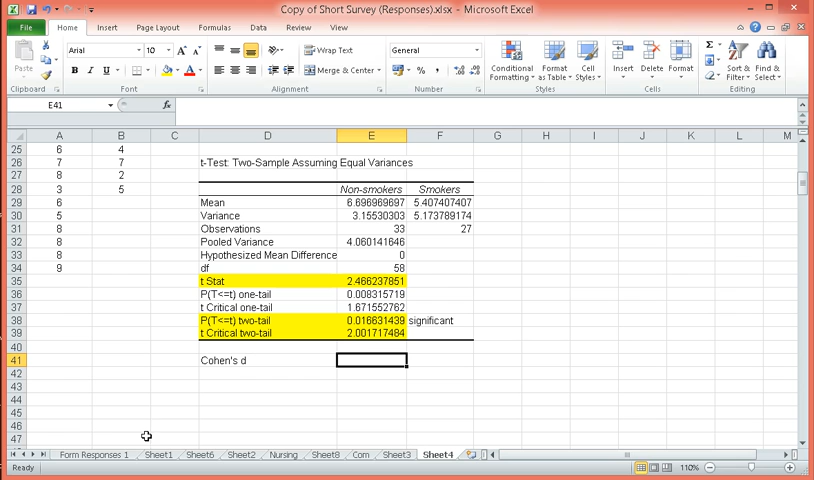 Copy of Short Survey (Responses).xlsx - Microsoft Excel
File Home Insert Page Layout Formulas Data Review View
Arial 10 A A Wrap Text General Σ
Paste B I U A Merge & Center $ % , .0 .00 Conditional Formatting Format as Table Cell Styles Insert Delete Format Sort & Filter Find & Select
Clipboard Font Alignment Number Styles Cells Editing
E41 fx
A B C D E F G H I J K L M
25 6 4
26 7 7 t-Test: Two-Sample Assuming Equal Variances
27 8 2
28 3 5 Non-smokers Smokers
29 6 Mean 6.696969697 5.407407407
30 5 Variance 3.15530303 5.173789174
31 8 Observations 33 27
32 8 Pooled Variance 4.060141646
33 8 Hypothesized Mean Difference 0
34 9 df 58
35 t Stat 2.466237851
36 P(T<=t) one-tail 0.008315719
37 t Critical one-tail 1.671552762
38 P(T<=t) two-tail 0.016631439 significant
39 t Critical two-tail 2.001717484
40
41 Cohen's d
42
43
44
45
46
47
Form Responses 1 Sheet1 Sheet6 Sheet2 Nursing Sheet8 Com Sheet3 Sheet4
Ready 110%